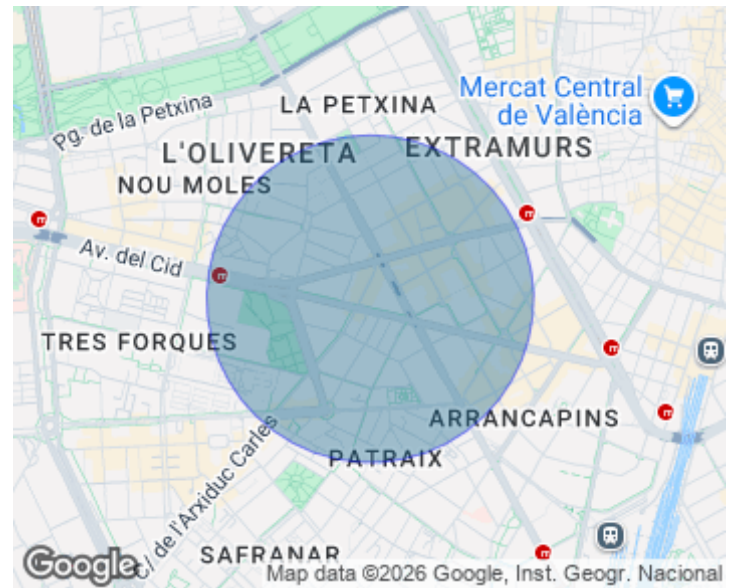 Mercat Central
de València
LA PETXINA
Pg. de la Petxina
L'OLIVERETA
EXTRAMURS
NOU MOLES
Av. del Cid
TRES FORQUES
ARRANCAPINS
PATRAIX
C/ de l'Arxiduc Carles
SAFRANAR
Google
Map data ©2026 Google, Inst. Geogr. Nacional